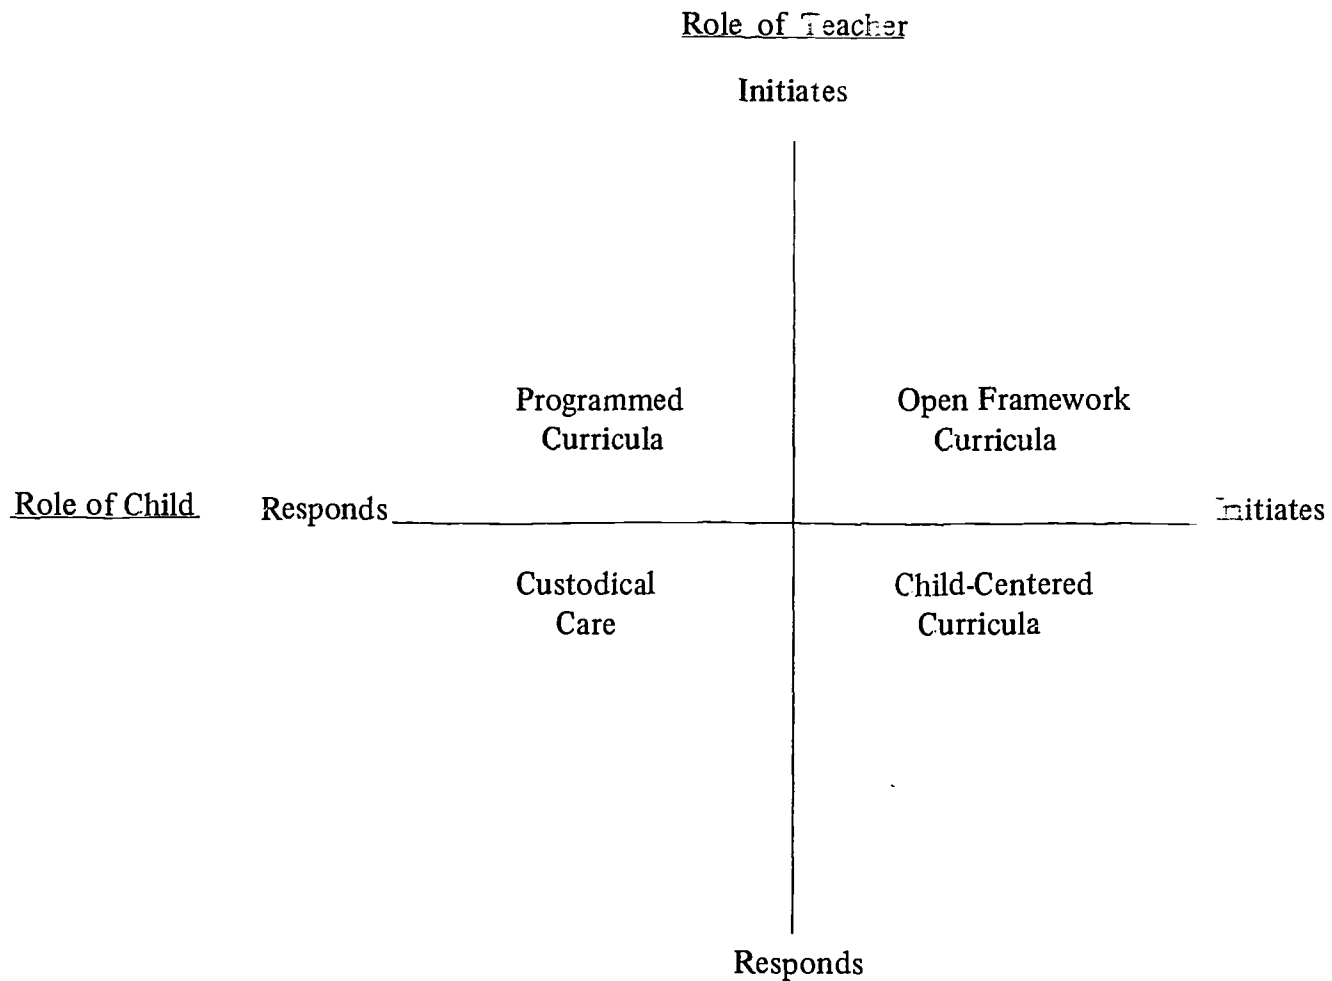 Role of Teacher
Initiates
Programmed
Curricula
Open Framework
Curricula
Role of Child
Responds
Initiates
Custodical
Care
Child-Centered
Curricula
Responds